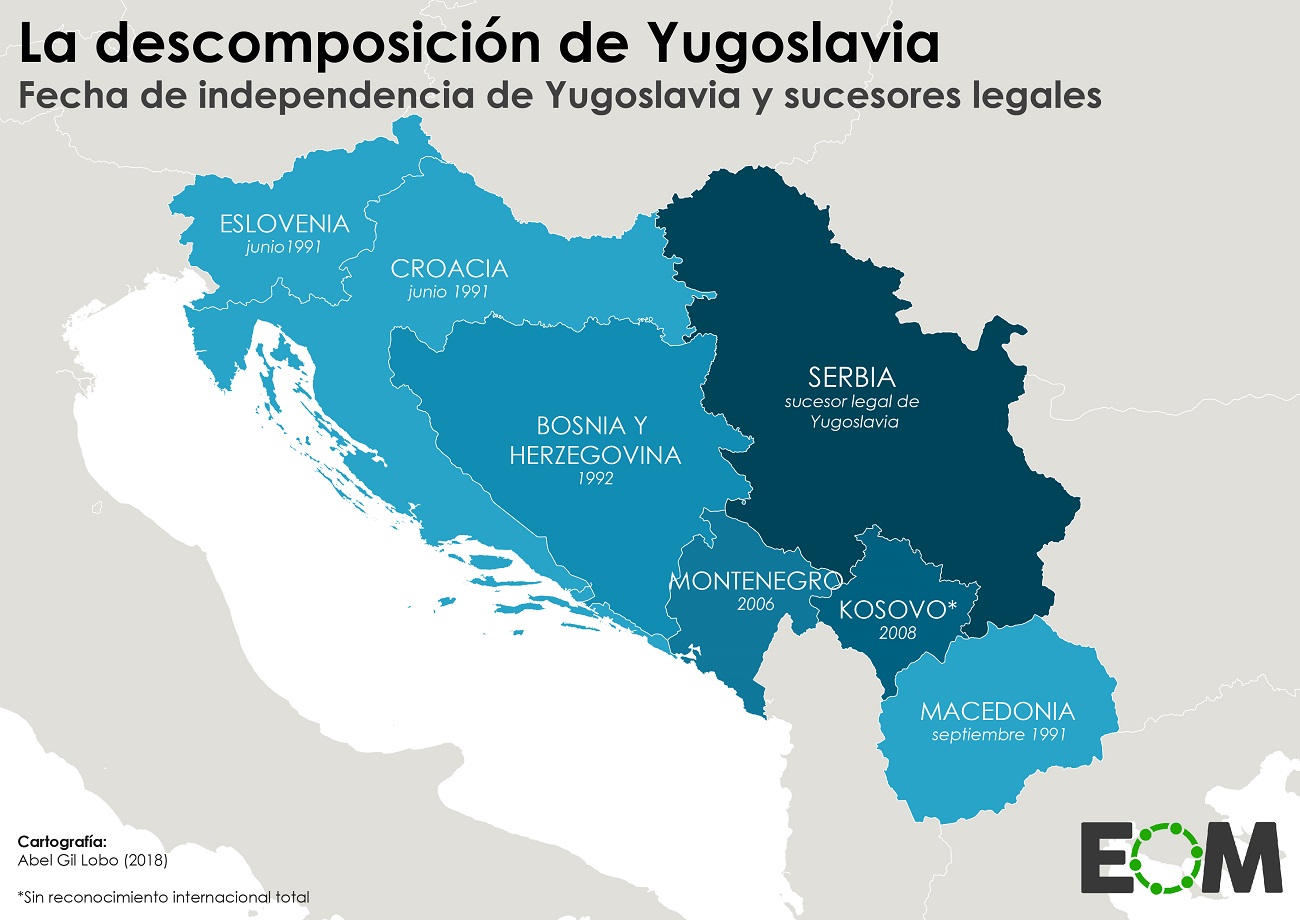 La descomposición de Yugoslavia
Fecha de independencia de Yugoslavia y sucesores legales
ESLOVENIA
junio1991
CROACIA
junio 1991
SERBIA
sucesor legal de
Yugoslavia
BOSNIA Y
HERZEGOVINA
1992
MONTENEGRO
2006
KOSOVO*
2008
MACEDONIA
septiembre 1991
Cartografía:
Abel Gil Lobo (2018)
*Sin reconocimiento internacional total
EOM